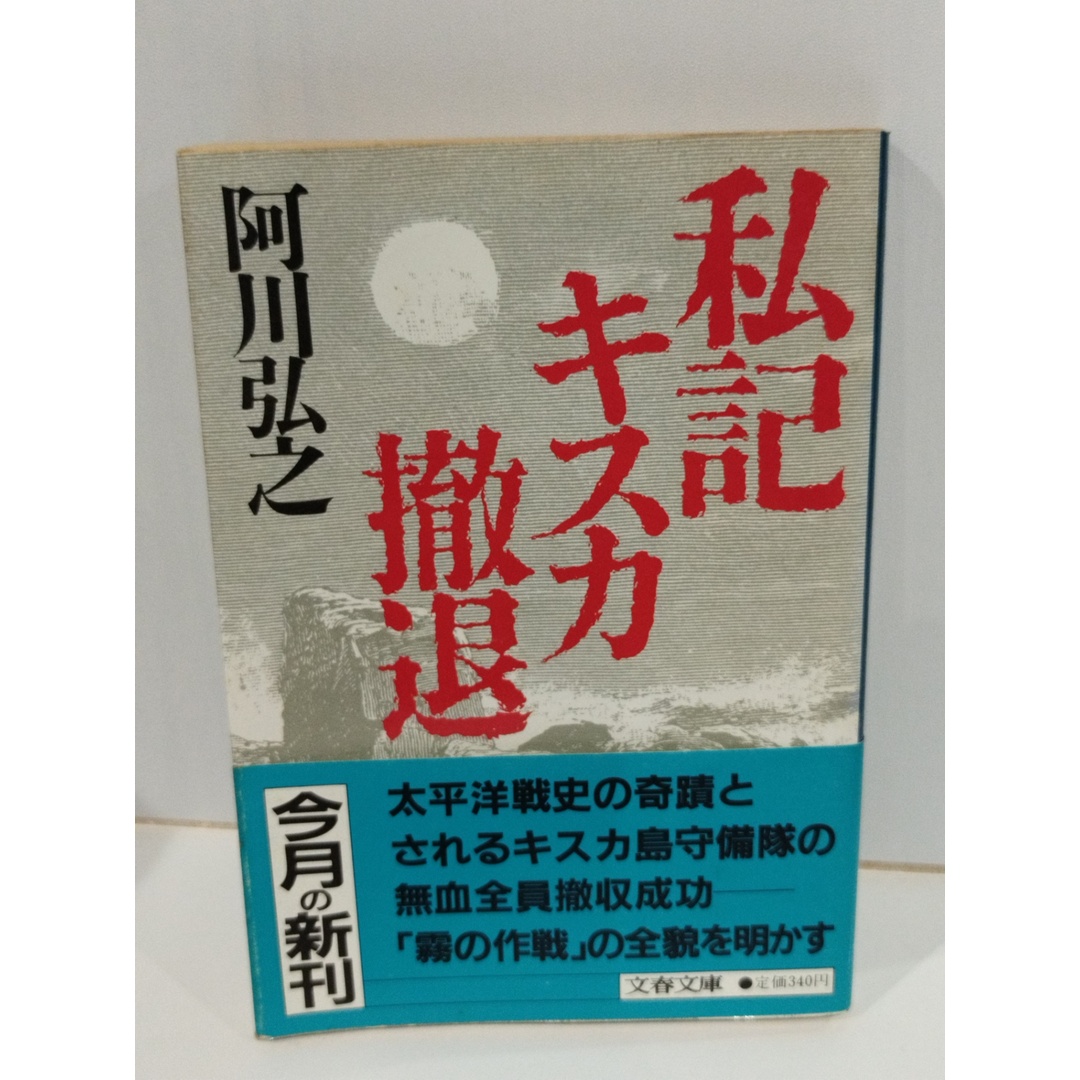 私記
キスカ
撤退
阿川弘之
太平洋戦史の奇蹟と
されるキスカ島守備隊の
無血全員撤収成功――
「霧の作戦」の全貌を明かす
今月の新刊
文春文庫 ●定価340円